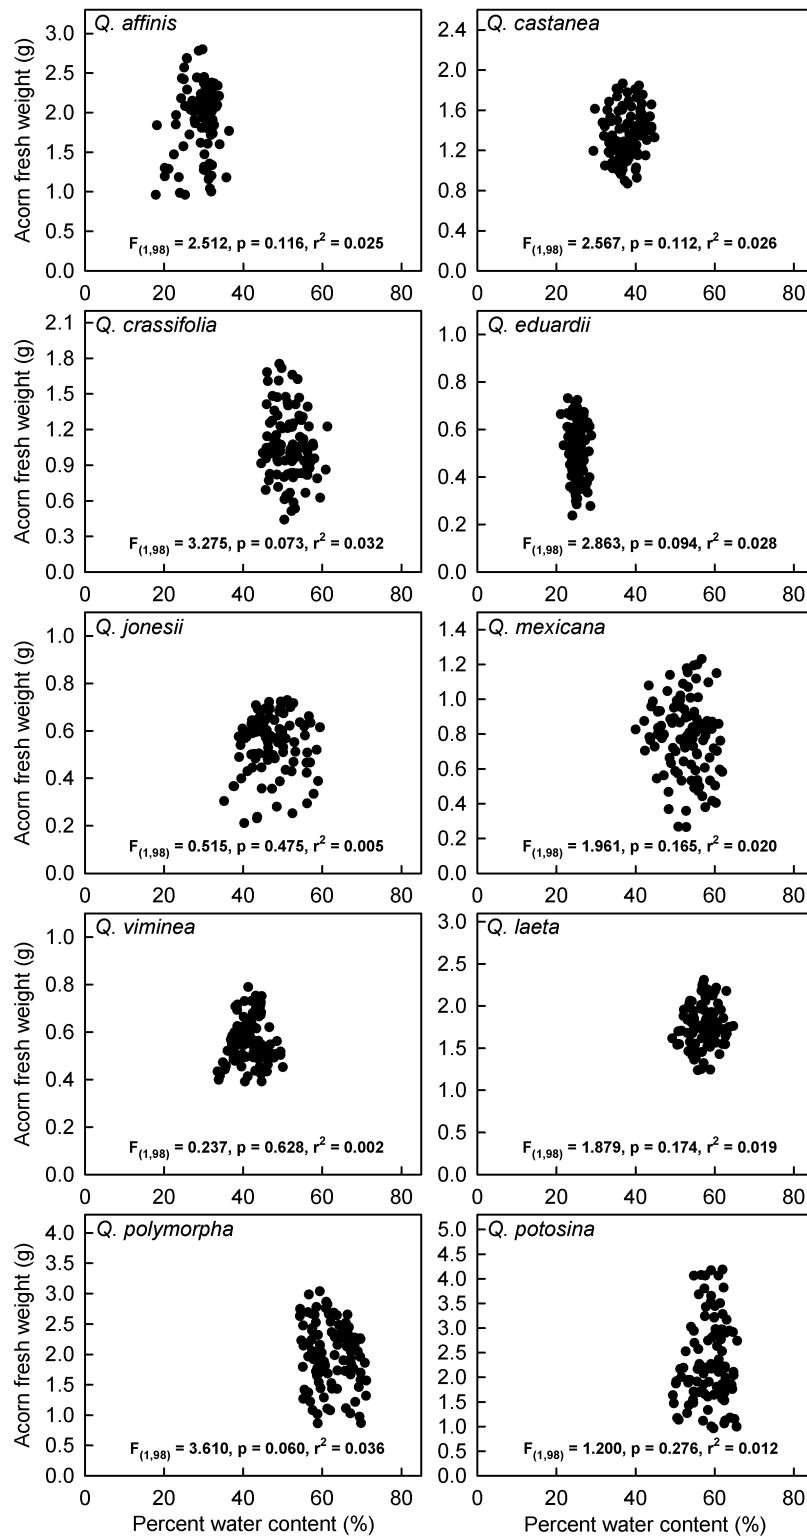 Q. affinis
Acorn fresh weight (g)
3.0
2.5
2.0
1.5
1.0
0.5
0.0
F(1,98) = 2.512, p = 0.116, r2 = 0.025
0 20 40 60 80
Q. castanea
2.4
2.0
1.6
1.2
0.8
0.4
0.0
F(1,98) = 2.567, p = 0.112, r2 = 0.026
0 20 40 60 80
Q. crassifolia
Acorn fresh weight (g)
2.1
1.8
1.5
1.2
0.9
0.6
0.3
0.0
F(1,98) = 3.275, p = 0.073, r2 = 0.032
0 20 40 60 80
Q. eduardii
1.0
0.8
0.6
0.4
0.2
0.0
F(1,98) = 2.863, p = 0.094, r2 = 0.028
0 20 40 60 80
Q. jonesii
Acorn fresh weight (g)
1.0
0.8
0.6
0.4
0.2
0.0
F(1,98) = 0.515, p = 0.475, r2 = 0.005
0 20 40 60 80
Q. mexicana
1.4
1.2
1.0
0.8
0.6
0.4
0.2
0.0
F(1,98) = 1.961, p = 0.165, r2 = 0.020
0 20 40 60 80
Q. viminea
Acorn fresh weight (g)
1.0
0.8
0.6
0.4
0.2
0.0
F(1,98) = 0.237, p = 0.628, r2 = 0.002
0 20 40 60 80
Q. laeta
3.0
2.5
2.0
1.5
1.0
0.5
0.0
F(1,98) = 1.879, p = 0.174, r2 = 0.019
0 20 40 60 80
Q. polymorpha
Acorn fresh weight (g)
4.0
3.5
3.0
2.5
2.0
1.5
1.0
0.5
0.0
F(1,98) = 3.610, p = 0.060, r2 = 0.036
0 20 40 60 80
Percent water content (%)
Q. potosina
5.0
4.5
4.0
3.5
3.0
2.5
2.0
1.5
1.0
0.5
0.0
F(1,98) = 1.200, p = 0.276, r2 = 0.012
0 20 40 60 80
Percent water content (%)